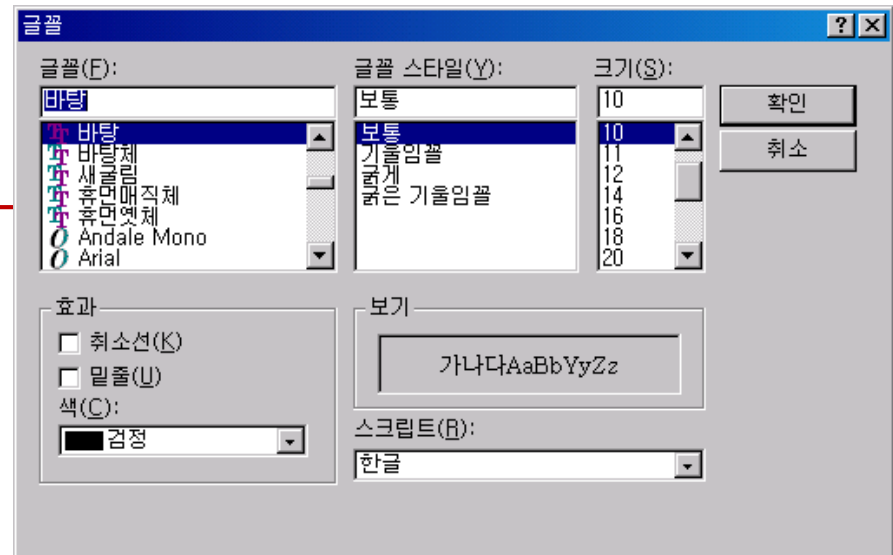 글꼴
글꼴(F):
바탕
바탕
바탕체
새굴림
휴먼매직체
휴먼옛체
Andale Mono
Arial
글꼴 스타일(Y):
보통
보통
기울임꼴
굵게
굵은 기울임꼴
크기(S):
10
10
11
12
14
16
18
20
확인
취소
효과
취소선(K)
밑줄(U)
색(C):
검정
보기
가나다AaBbYyZz
스크립트(R):
한글